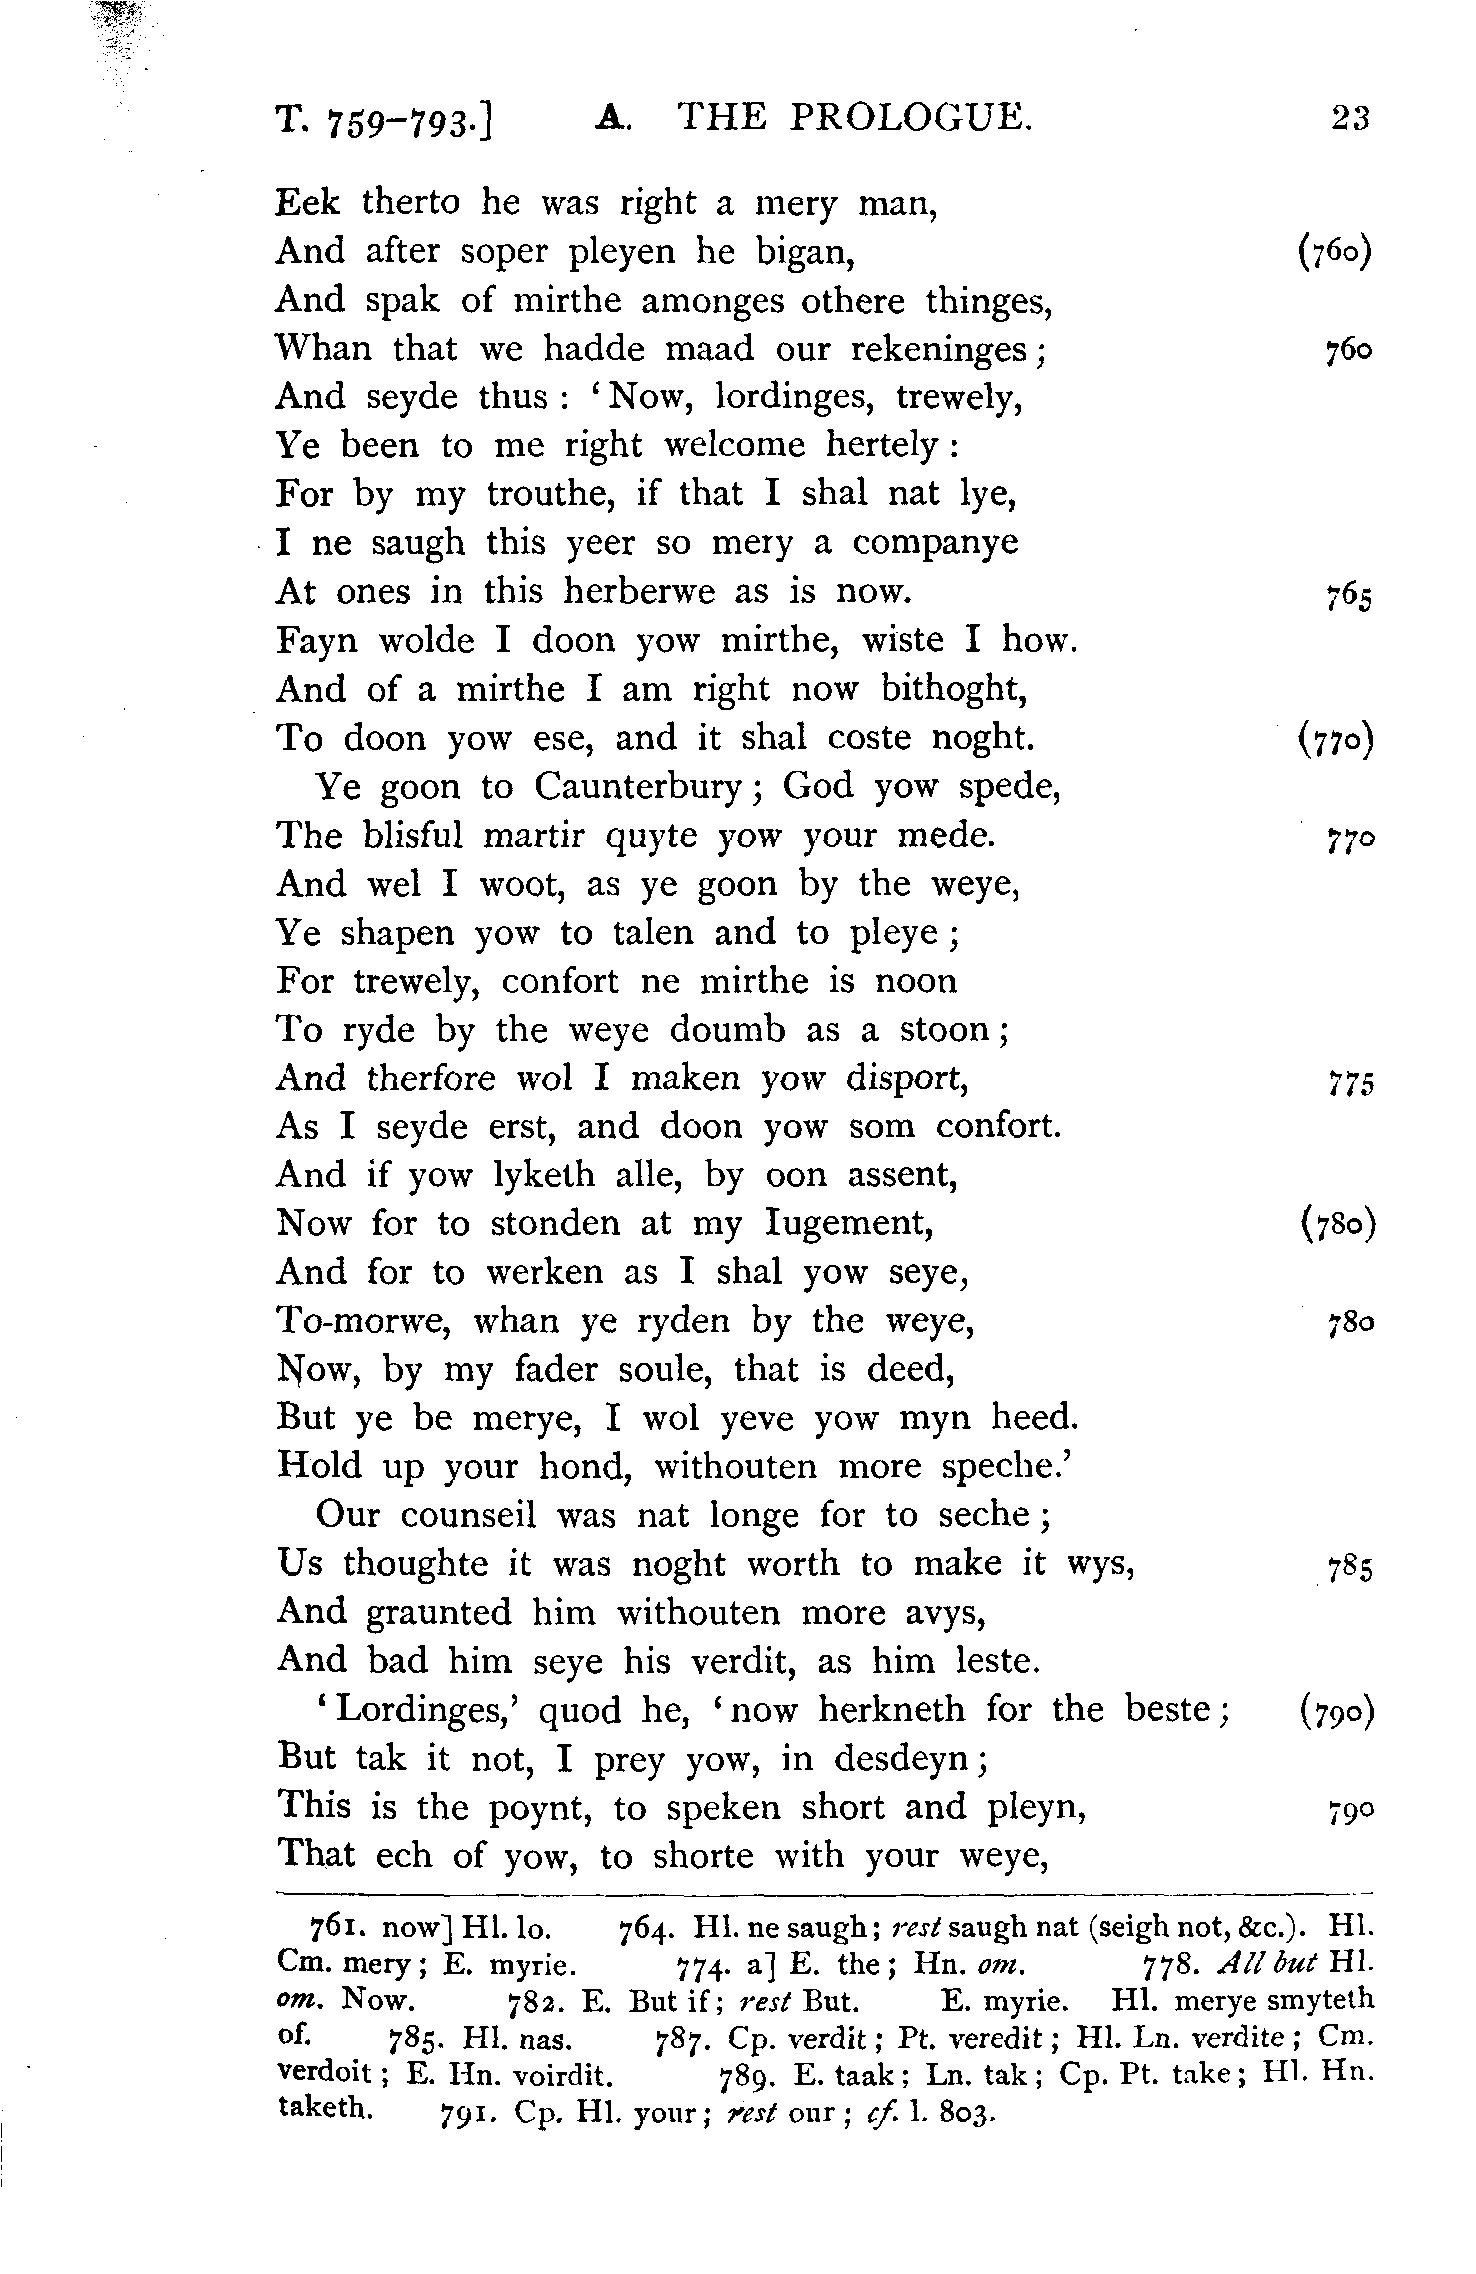 T. 759–793.] A. THE PROLOGUE. 23
Eek therto he was right a mery man,
And after soper pleyen he bigan, (760)
And spak of mirthe amonges othere thinges,
Whan that we hadde maad our rekeninges; 760
And seyde thus: ‘Now, lordinges, trewely,
Ye been to me right welcome hertely:
For by my trouthe, if that I shal nat lye,
I ne saugh this yeer so mery a companye
At ones in this herberwe as is now. 765
Fayn wolde I doon yow mirthe, wiste I how.
And of a mirthe I am right now bithoght,
To doon yow ese, and it shal coste noght. (770)
Ye goon to Caunterbury; God yow spede,
The blisful martir quyte yow your mede. 770
And wel I woot, as ye goon by the weye,
Ye shapen yow to talen and to pleye;
For trewely, confort ne mirthe is noon
To ryde by the weye doumb as a stoon;
And therfore wol I maken yow disport, 775
As I seyde erst, and doon yow som confort.
And if yow lyketh alle, by oon assent,
Now for to stonden at my Iugement, (780)
And for to werken as I shal yow seye,
To-morwe, whan ye ryden by the weye, 780
Now, by my fader soule, that is deed,
But ye be merye, I wol yeve yow myn heed.
Hold up your hond, withouten more speche.’
Our counseil was nat longe for to seche;
Us thoughte it was noght worth to make it wys, 785
And graunted him withouten more avys,
And bad him seye his verdit, as him leste.
‘Lordinges,’ quod he, ‘now herkneth for the beste; (790)
But tak it not, I prey yow, in desdeyn;
This is the poynt, to speken short and pleyn, 790
That ech of yow, to shorte with your weye,
761. now] Hl. lo. 764. Hl. ne saugh; rest saugh nat (seigh not, &c.). Hl.
Cm. mery; E. myrie. 774. a] E. the; Hn. om. 778. All but Hl.
om. Now. 782. E. But if; rest But. E. myrie. Hl. merye smyteth
of. 785. Hl. nas. 787. Cp. verdit; Pt. veredit; Hl. Ln. verdite; Cm.
verdoit; E. Hn. voirdit. 789. E. taak; Ln. tak; Cp. Pt. take; Hl. Hn.
taketh. 791. Cp. Hl. your; rest our; cf. l. 803.